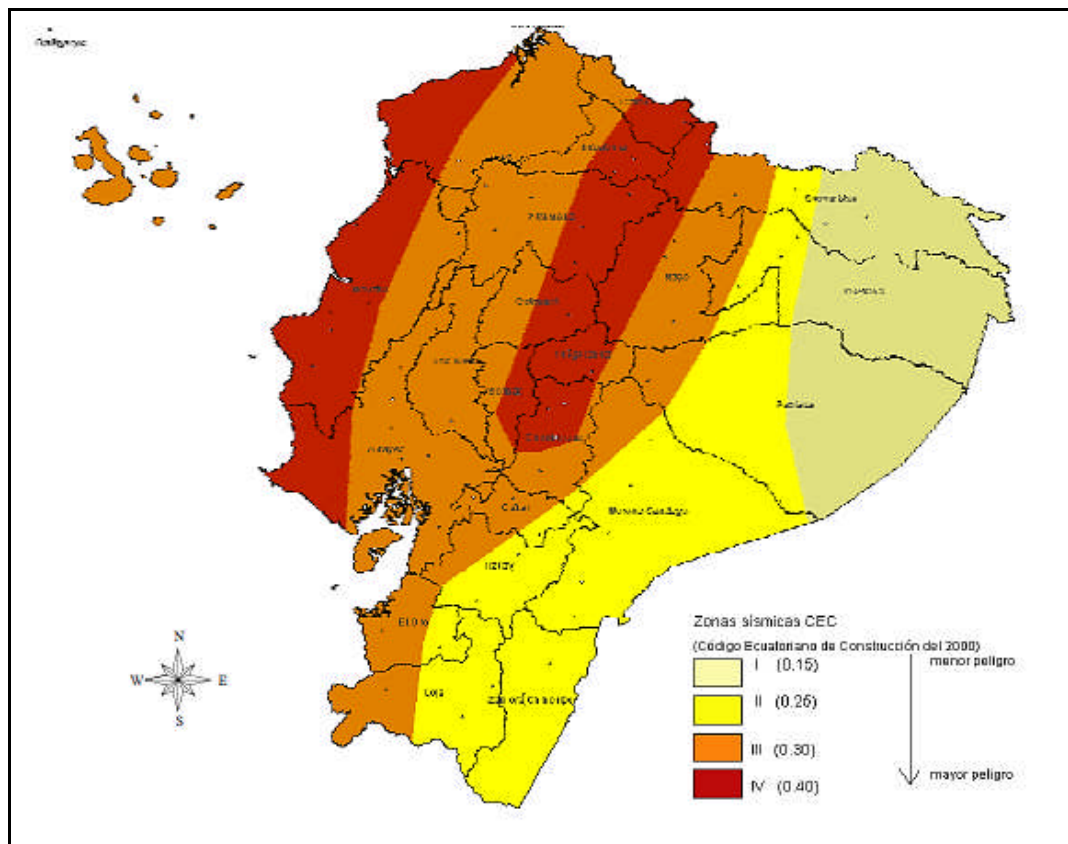 Pichincha
Napo
Cotopaxi
Tungurahua
Bolívar
Pastaza
Guayas
Cañar
Morona Santiago
Azuay
El Oro
Loja
Zamora Chinchipe
N
W
E
S
Zonas sísmicas CEC
(Código Ecuatoriano de Construcción del 2000)
menor peligro
I (0.15)
II (0.25)
III (0.30)
IV (0.40)
mayor peligro